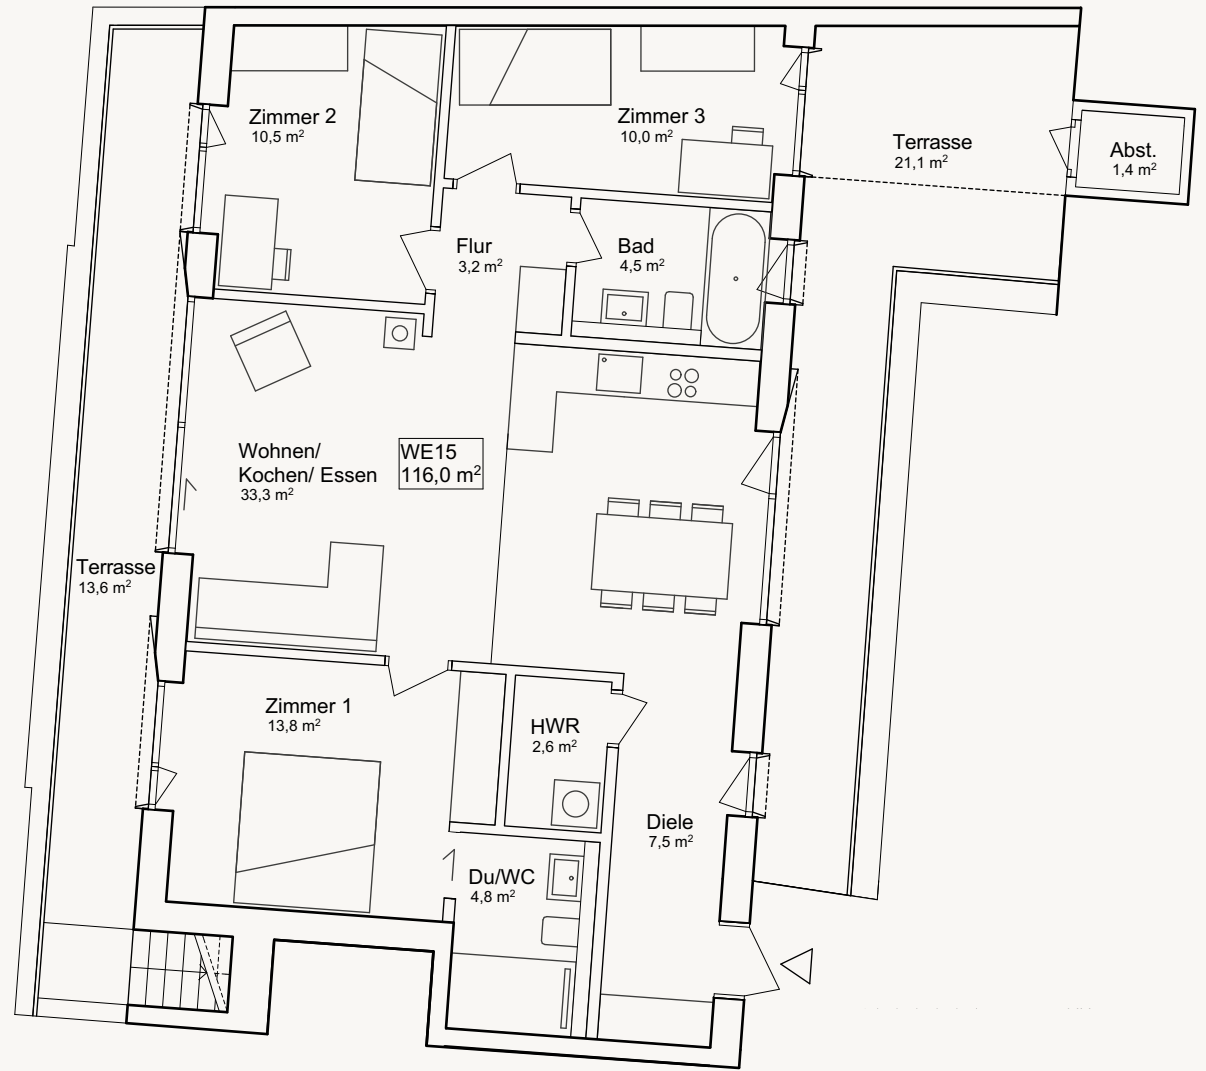 Zimmer 2
10,5 m²
Zimmer 3
10,0 m²
Terrasse
21,1 m²
Abst.
1,4 m²
Flur
3,2 m²
Bad
4,5 m²
Wohnen/
Kochen/ Essen
33,3 m²
WE15
116,0 m²
Terrasse
13,6 m²
Zimmer 1
13,8 m²
HWR
2,6 m²
Diele
7,5 m²
Du/WC
4,8 m²